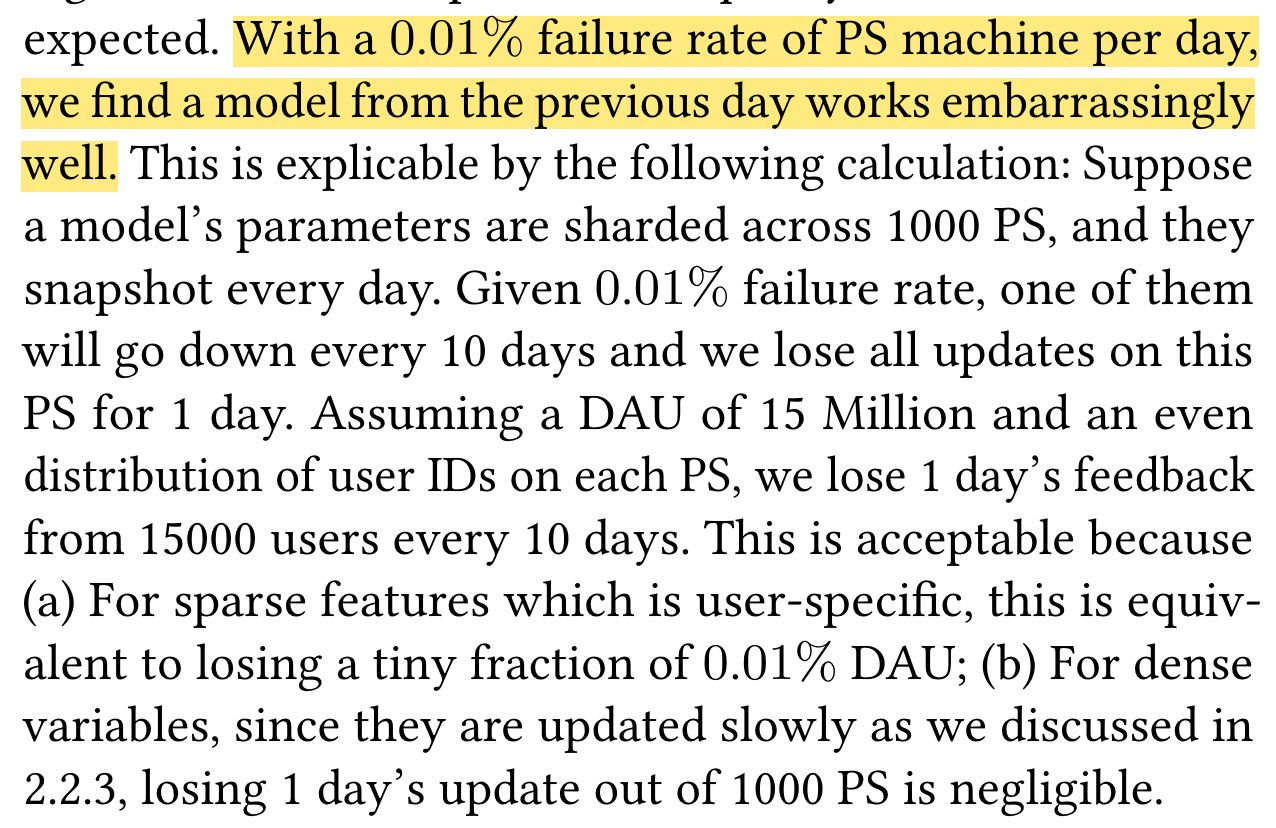 expected. With a 0.01% failure rate of PS machine per day,
we find a model from the previous day works embarrassingly
well. This is explicable by the following calculation: Suppose
a model’s parameters are sharded across 1000 PS, and they
snapshot every day. Given 0.01% failure rate, one of them
will go down every 10 days and we lose all updates on this
PS for 1 day. Assuming a DAU of 15 Million and an even
distribution of user IDs on each PS, we lose 1 day’s feedback
from 15000 users every 10 days. This is acceptable because
(a) For sparse features which is user-specific, this is equiv-
alent to losing a tiny fraction of 0.01% DAU; (b) For dense
variables, since they are updated slowly as we discussed in
2.2.3, losing 1 day’s update out of 1000 PS is negligible.